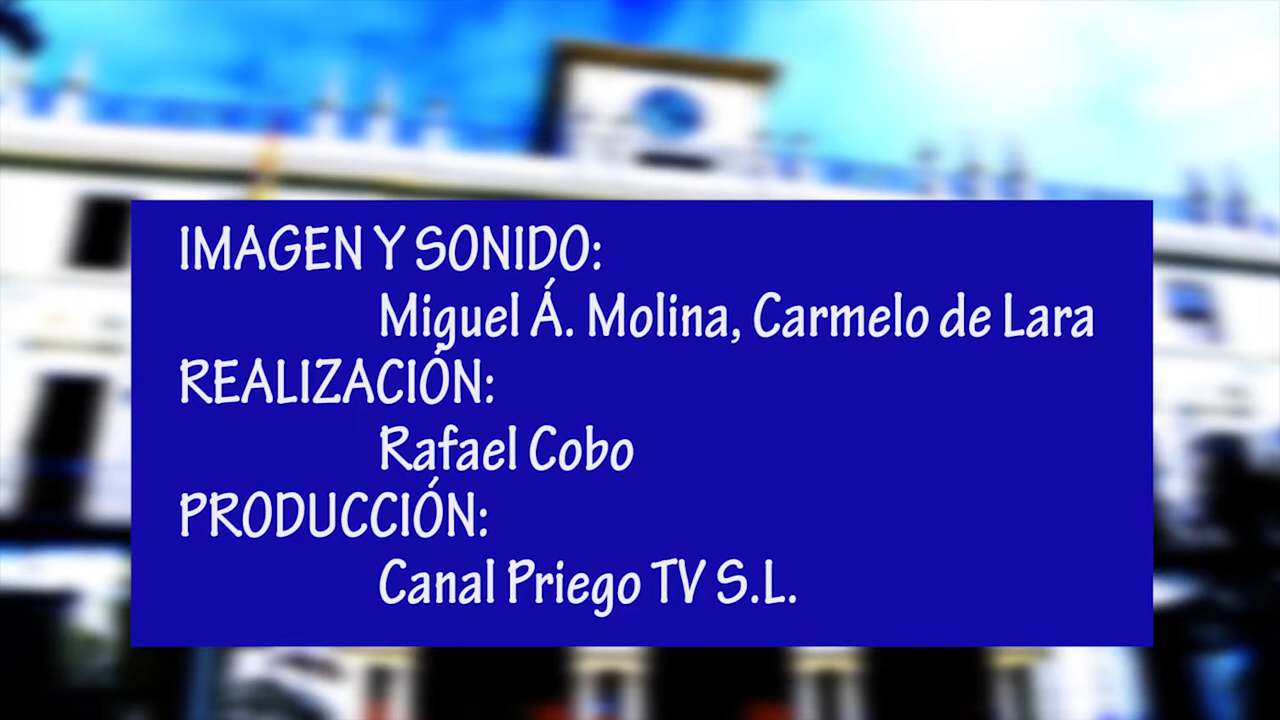 IMAGEN Y SONIDO:
Miguel Á. Molina, Carmelo de Lara
REALIZACIÓN:
Rafael Cobo
PRODUCCIÓN:
Canal Priego TV S.L.